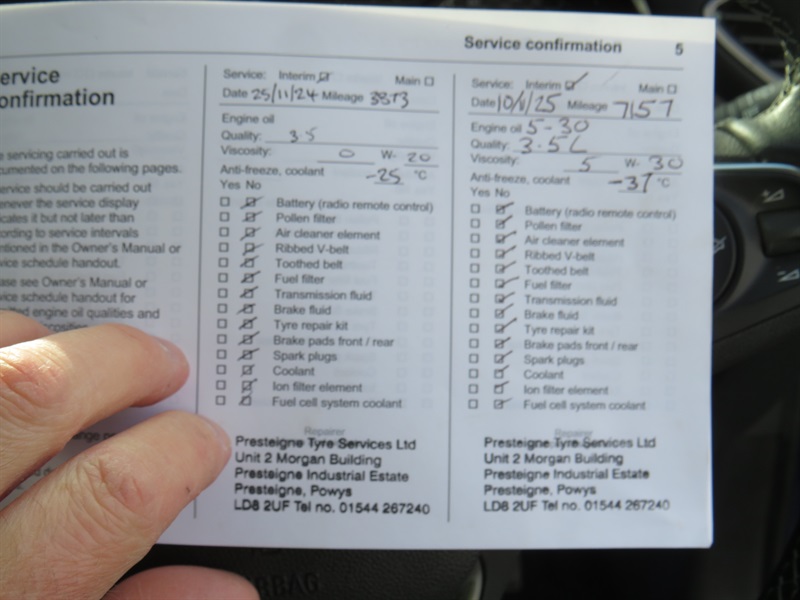 Service confirmation 5
ervice
onfirmation
e servicing carried out is
cumented on the following pages.
ervice should be carried out
enever the service display
icates it but not later than
cording to service intervals
ntioned in the Owner's Manual or
vice schedule handout.
ase see Owner's Manual or
vice schedule handout for
engine oil qualities and
Service: Interim Main
Date 25/11/24 Mileage 3873
Engine oil
Quality: 3.5
Viscosity: 0 W- 20
Anti-freeze, coolant -25 °C
Yes No
Battery (radio remote control)
Pollen filter
Air cleaner element
Ribbed V-belt
Toothed belt
Fuel filter
Transmission fluid
Brake fluid
Tyre repair kit
Brake pads front / rear
Spark plugs
Coolant
Ion filter element
Fuel cell system coolant
Repairer
Presteigne Tyre Services Ltd
Unit 2 Morgan Building
Presteigne Industrial Estate
Presteigne, Powys
LD8 2UF Tel no. 01544 267240
Service: Interim Main
Date 10/11/25 Mileage 7157
Engine oil 5-30
Quality: 3.5L
Viscosity: 5 W- 30
Anti-freeze, coolant -37 °C
Yes No
Battery (radio remote control)
Pollen filter
Air cleaner element
Ribbed V-belt
Toothed belt
Fuel filter
Transmission fluid
Brake fluid
Tyre repair kit
Brake pads front / rear
Spark plugs
Coolant
Ion filter element
Fuel cell system coolant
Repairer
Presteigne Tyre Services Ltd
Unit 2 Morgan Building
Presteigne Industrial Estate
Presteigne, Powys
LD8 2UF Tel no. 01544 267240